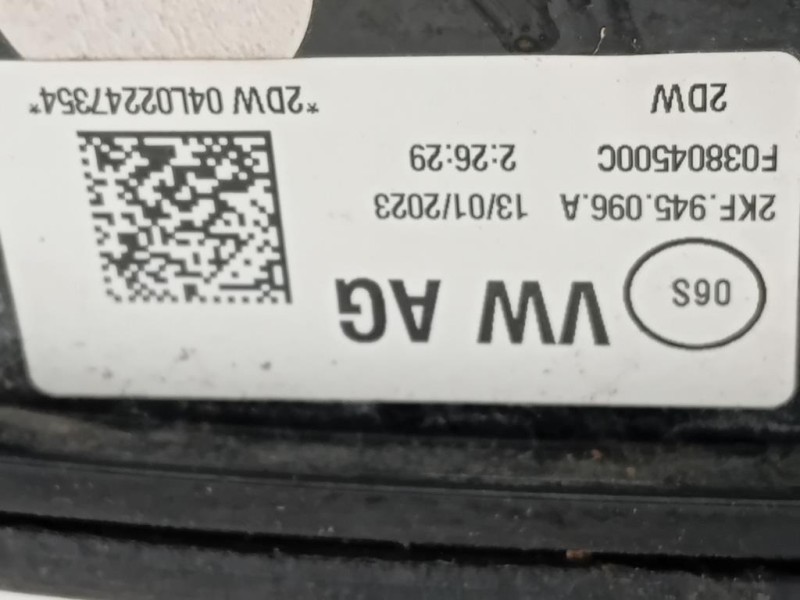 06S VW AG
2KF.945.096.A 13/01/2023
F03804500C 2:26:29
2DW *2DW 04L02247354*